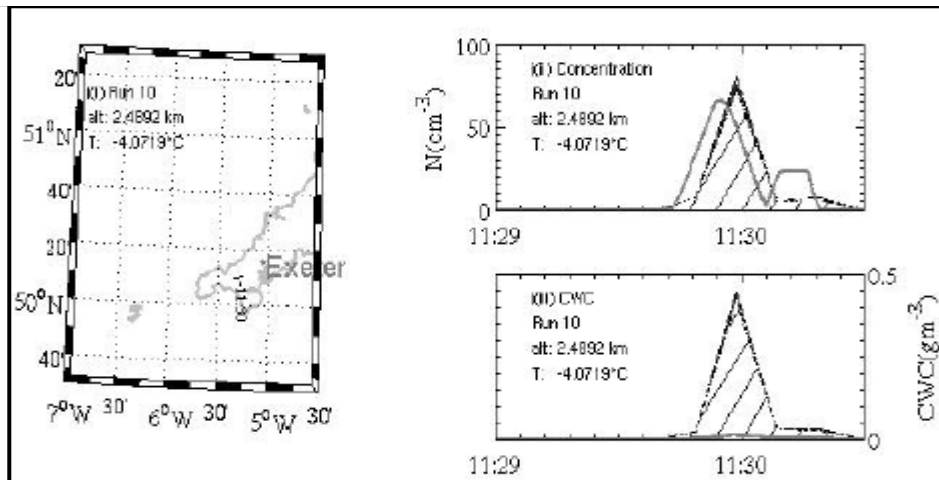 (i) Run 10
alt: 2.4892 km
T: -4.0719°C
20'
51°N
40'
20'
50°N
40'
7°W 30' 6°W 30' 5°W 30'
Exeter
11:30
(ii) Concentration
Run 10
alt: 2.4892 km
T: -4.0719°C
N(cm⁻³)
100
50
0
11:29 11:30
(iii) CWC
Run 10
alt: 2.4892 km
T: -4.0719°C
0.5
0
CWC(gm⁻³)
11:29 11:30